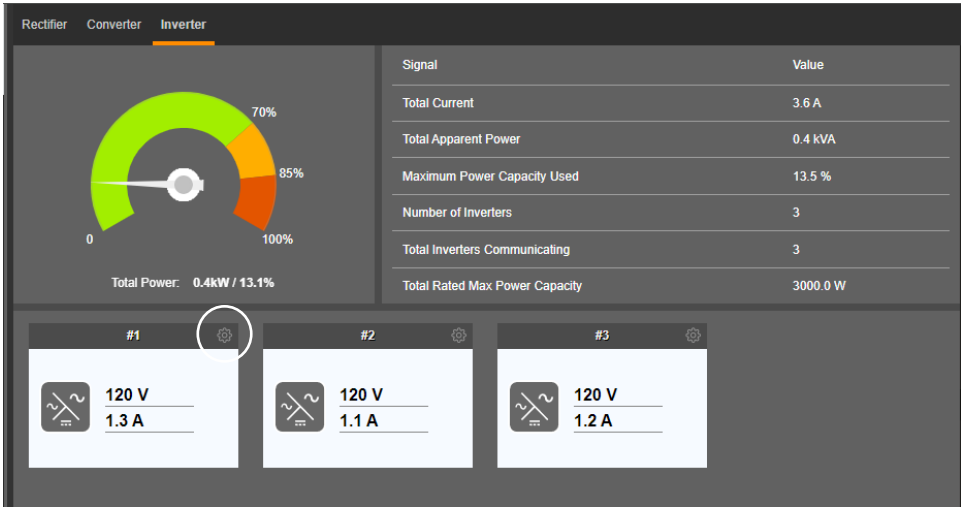 Rectifier Converter Inverter
70%
85%
0
100%
Total Power: 0.4kW / 13.1%
Signal Value
Total Current 3.6 A
Total Apparent Power 0.4 kVA
Maximum Power Capacity Used 13.5 %
Number of Inverters 3
Total Inverters Communicating 3
Total Rated Max Power Capacity 3000.0 W
#1
120 V
1.3 A
#2
120 V
1.1 A
#3
120 V
1.2 A